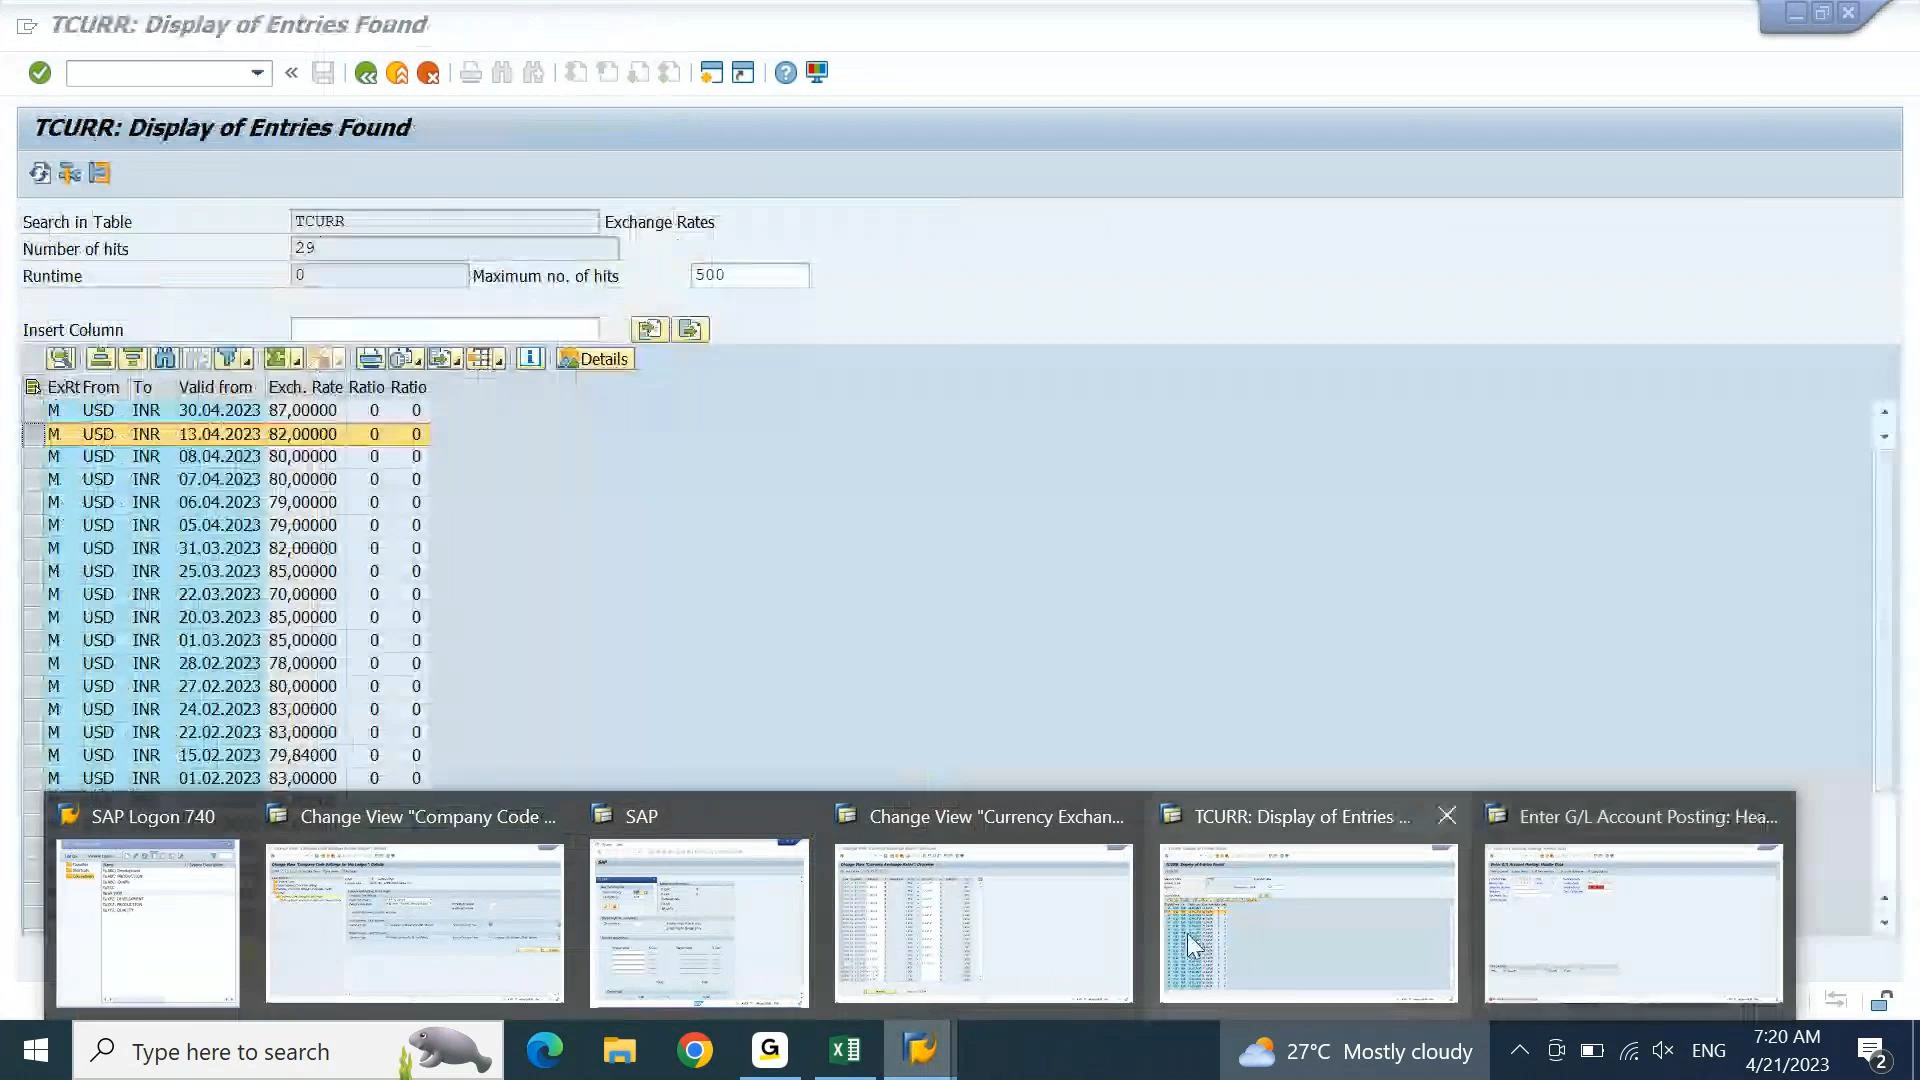 TCURR: Display of Entries Found
TCURR: Display of Entries Found
Search in Table TCURR Exchange Rates
Number of hits 29
Runtime 0 Maximum no. of hits 500
Insert Column
Details
ExRt From To Valid from Exch. Rate Ratio Ratio
M USD INR 30.04.2023 87,00000 0 0
M USD INR 13.04.2023 82,00000 0 0
M USD INR 08.04.2023 80,00000 0 0
M USD INR 07.04.2023 80,00000 0 0
M USD INR 06.04.2023 79,00000 0 0
M USD INR 05.04.2023 79,00000 0 0
M USD INR 31.03.2023 82,00000 0 0
M USD INR 25.03.2023 85,00000 0 0
M USD INR 22.03.2023 70,00000 0 0
M USD INR 20.03.2023 85,00000 0 0
M USD INR 01.03.2023 85,00000 0 0
M USD INR 28.02.2023 78,00000 0 0
M USD INR 27.02.2023 80,00000 0 0
M USD INR 24.02.2023 83,00000 0 0
M USD INR 22.02.2023 83,00000 0 0
M USD INR 15.02.2023 79,84000 0 0
M USD INR 01.02.2023 83,00000 0 0
SAP Logon 740 Change View "Company Code ... SAP Change View "Currency Exchan... TCURR: Display of Entries ... Enter G/L Account Posting: Hea...
Type here to search 27°C Mostly cloudy ENG 7:20 AM
4/21/2023 2